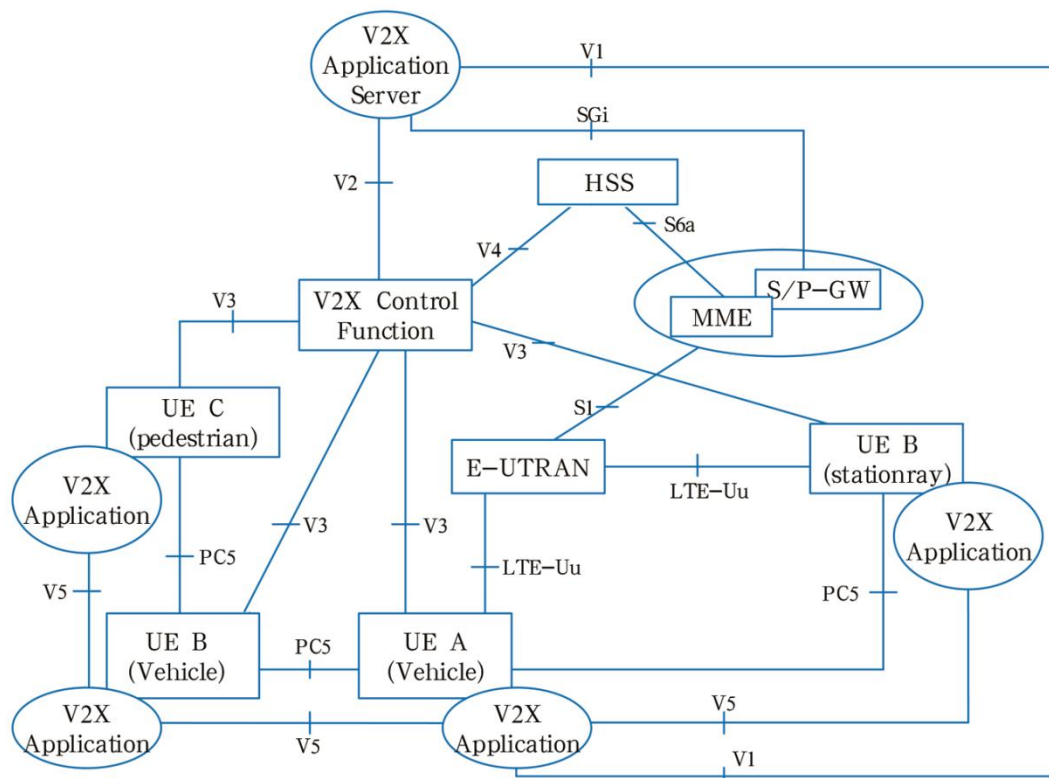 V2X
Application
Server
V1
SGi
V2
HSS
S6a
V4
S/P-GW
MME
V3
V2X Control
Function
V3
UE C
(pedestrian)
S1
E-UTRAN
LTE-Uu
UE B
(stationray)
V2X
Application
V2X
Application
V3
V3
PC5
LTE-Uu
V5
PC5
UE B
(Vehicle)
PC5
UE A
(Vehicle)
V2X
Application
V5
V2X
Application
V5
V1